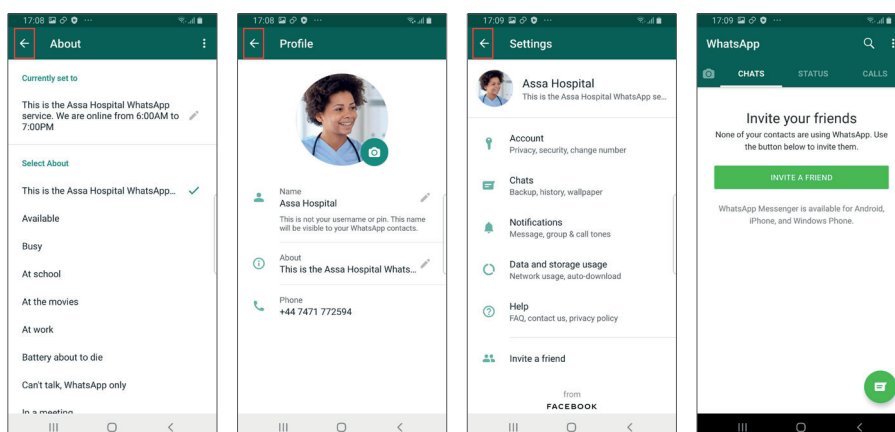 17:08
About
Currently set to
This is the Assa Hospital WhatsApp
service. We are online from 6:00AM to
7:00PM
Select About
This is the Assa Hospital WhatsApp...
Available
Busy
At school
At the movies
At work
Battery about to die
Can't talk, WhatsApp only
In a meeting
17:08
Profile
Name
Assa Hospital
This is not your username or pin. This name
will be visible to your WhatsApp contacts.
About
This is the Assa Hospital Whats...
Phone
+44 7471 772594
17:09
Settings
Assa Hospital
This is the Assa Hospital WhatsApp se...
Account
Privacy, security, change number
Chats
Backup, history, wallpaper
Notifications
Message, group & call tones
Data and storage usage
Network usage, auto-download
Help
FAQ, contact us, privacy policy
Invite a friend
from
FACEBOOK
17:09
WhatsApp
CHATS STATUS CALLS
Invite your friends
None of your contacts are using WhatsApp. Use
the button below to invite them.
INVITE A FRIEND
WhatsApp Messenger is available for Android,
iPhone, and Windows Phone.